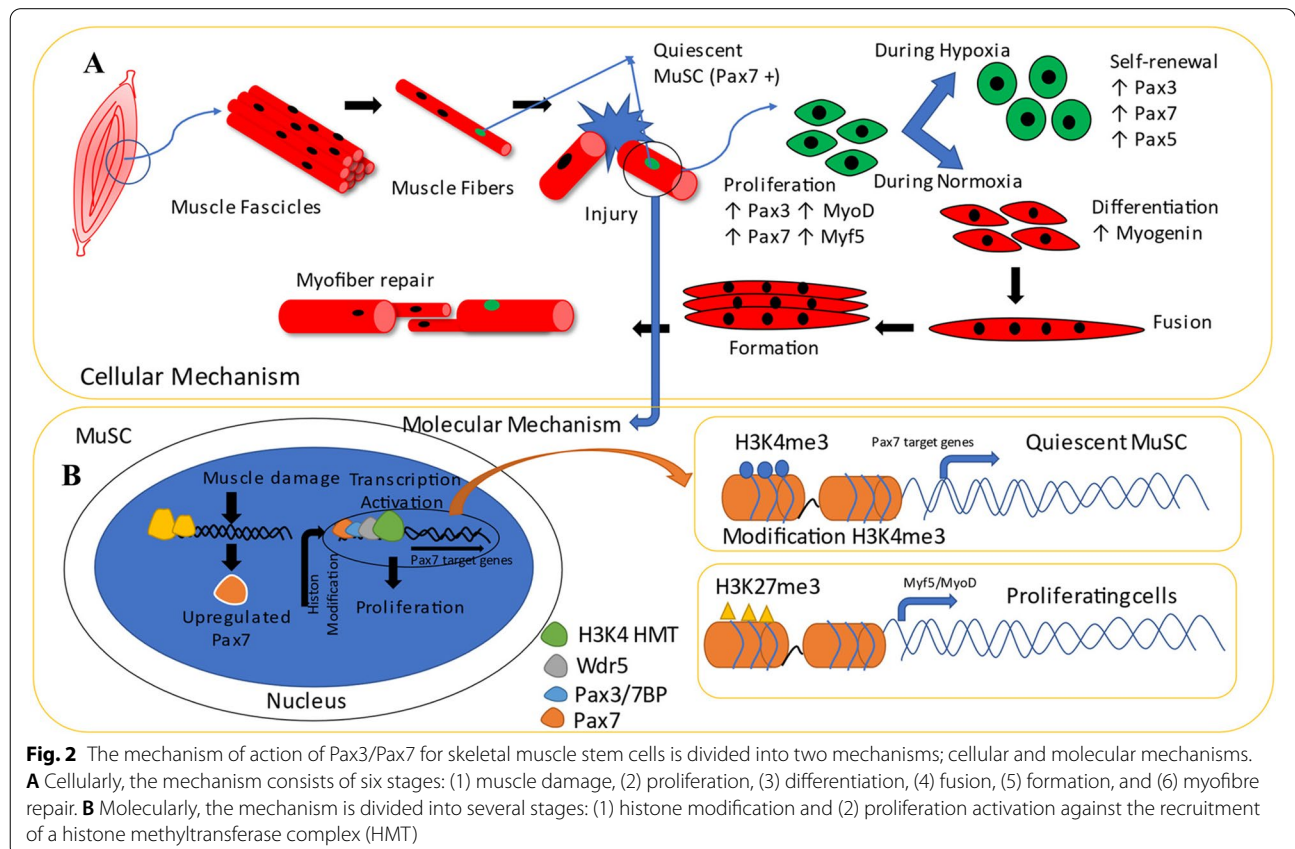 A
Quiescent
MuSC (Pax7 +)
During Hypoxia
Self-renewal
↑ Pax3
↑ Pax7
↑ Pax5
Muscle Fascicles
Muscle Fibers
Injury
Proliferation
↑ Pax3 ↑ MyoD
↑ Pax7 ↑ Myf5
During Normoxia
Differentiation
↑ Myogenin
Myofiber repair
Formation
Fusion
Cellular Mechanism
Molecular Mechanism
MuSC
B
Muscle damage
Transcription
Activation
Upregulated
Pax7
Histon
Modification
Pax7 target genes
Proliferation
Nucleus
H3K4 HMT
Wdr5
Pax3/7BP
Pax7
H3K4me3
Pax7 target genes
Quiescent MuSC
Modification H3K4me3
H3K27me3
Myf5/MyoD
Proliferating cells
Fig. 2 The mechanism of action of Pax3/Pax7 for skeletal muscle stem cells is divided into two mechanisms; cellular and molecular mechanisms.
A Cellularly, the mechanism consists of six stages: (1) muscle damage, (2) proliferation, (3) differentiation, (4) fusion, (5) formation, and (6) myofibre
repair. B Molecularly, the mechanism is divided into several stages: (1) histone modification and (2) proliferation activation against the recruitment
of a histone methyltransferase complex (HMT)